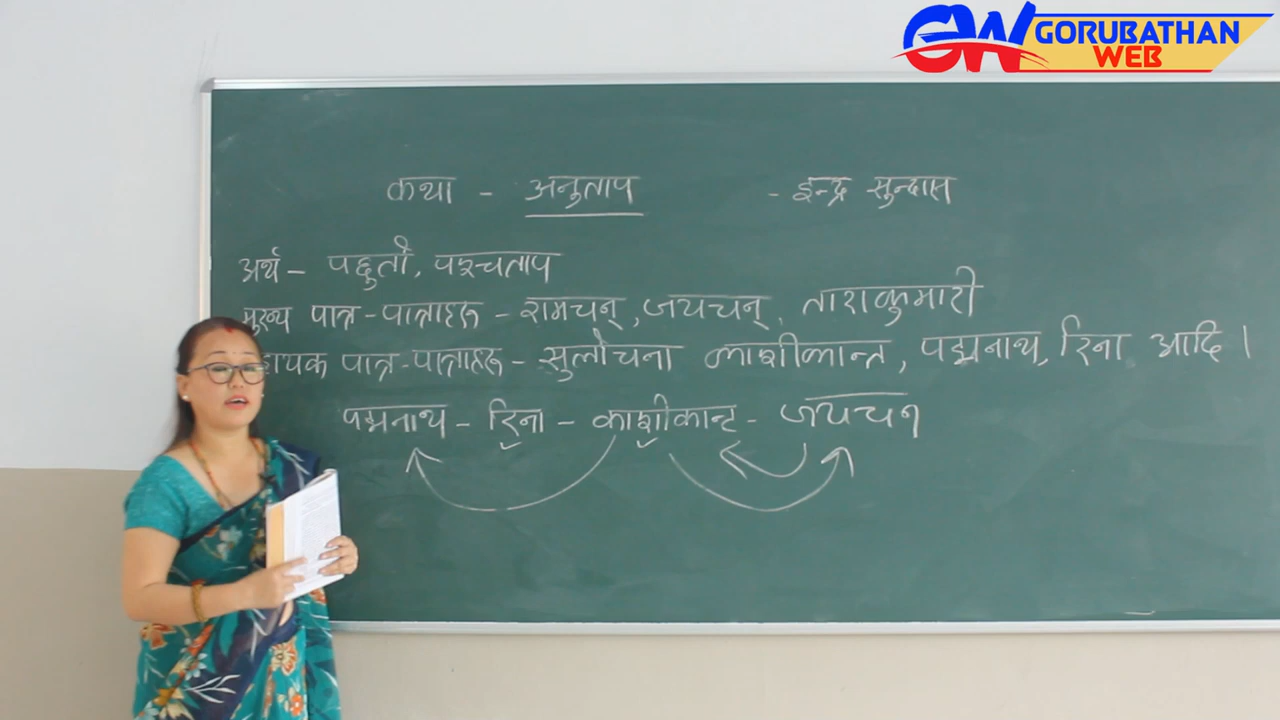 GW GORUBATHAN
WEB
कथा - अनुताप - इन्द्र सुन्दास
अर्थ - पछुतो, पश्चताप
मुख्य पात्र-पात्राहरू - रामचन्, जयचन्, ताराकुमारी
हायक पात्र-पात्राहरू - सुलोचना काशीकान्त, पद्मनाथ, रिना आदि ।
पद्मनाथ - रिना - काशीकान्ट - जयचन